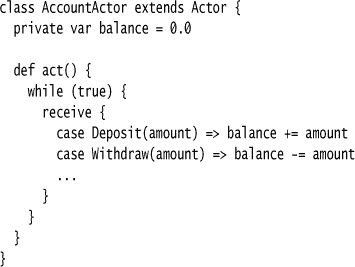 class AccountActor extends Actor {
  private var balance = 0.0

  def act() {
    while (true) {
      receive {
        case Deposit(amount) => balance += amount
        case Withdraw(amount) => balance -= amount
        ...
      }
    }
  }
}